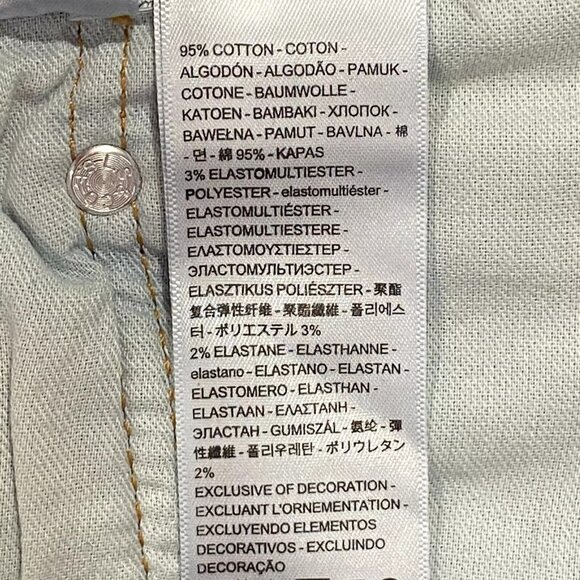 95% COTTON - COTON -
ALGODÓN - ALGODÃO - PAMUK -
COTONE - BAUMWOLLE -
KATOEN - BAMBAKI - ХЛОПОК -
BAWEŁNA - PAMUT - BAVLNA - 棉
- 면 - 綿 95% - KAPAS
3% ELASTOMULTIESTER -
POLYESTER - elastomultiéster -
ELASTOMULTIÉSTER -
ELASTOMULTIESTERE -
ΕΛΑΣΤΟΜΟΥΣΤΙΕΣΤΕΡ -
ЭЛАСТОМУЛЬТИЭСТЕР -
ELASZTIKUS POLIÉSZTER - 聚酯
复合弹性纤维 - 聚酯纖維 - 폴리에스
터 - ポリエステル 3%
2% ELASTANE - ELASTHANNE -
elastano - ELASTANO - ELASTAN -
ELASTOMERO - ELASTHAN -
ELASTAAN - ΕΛΑΣΤΑΝΗ -
ЭЛАСТАН - GUMISZÁL - 氨纶 - 彈
性纖維 - 폴리우레탄 - ポリウレタン
2%
EXCLUSIVE OF DECORATION -
EXCLUANT L'ORNEMENTATION -
EXCLUYENDO ELEMENTOS
DECORATIVOS - EXCLUINDO
DECORAÇÃO